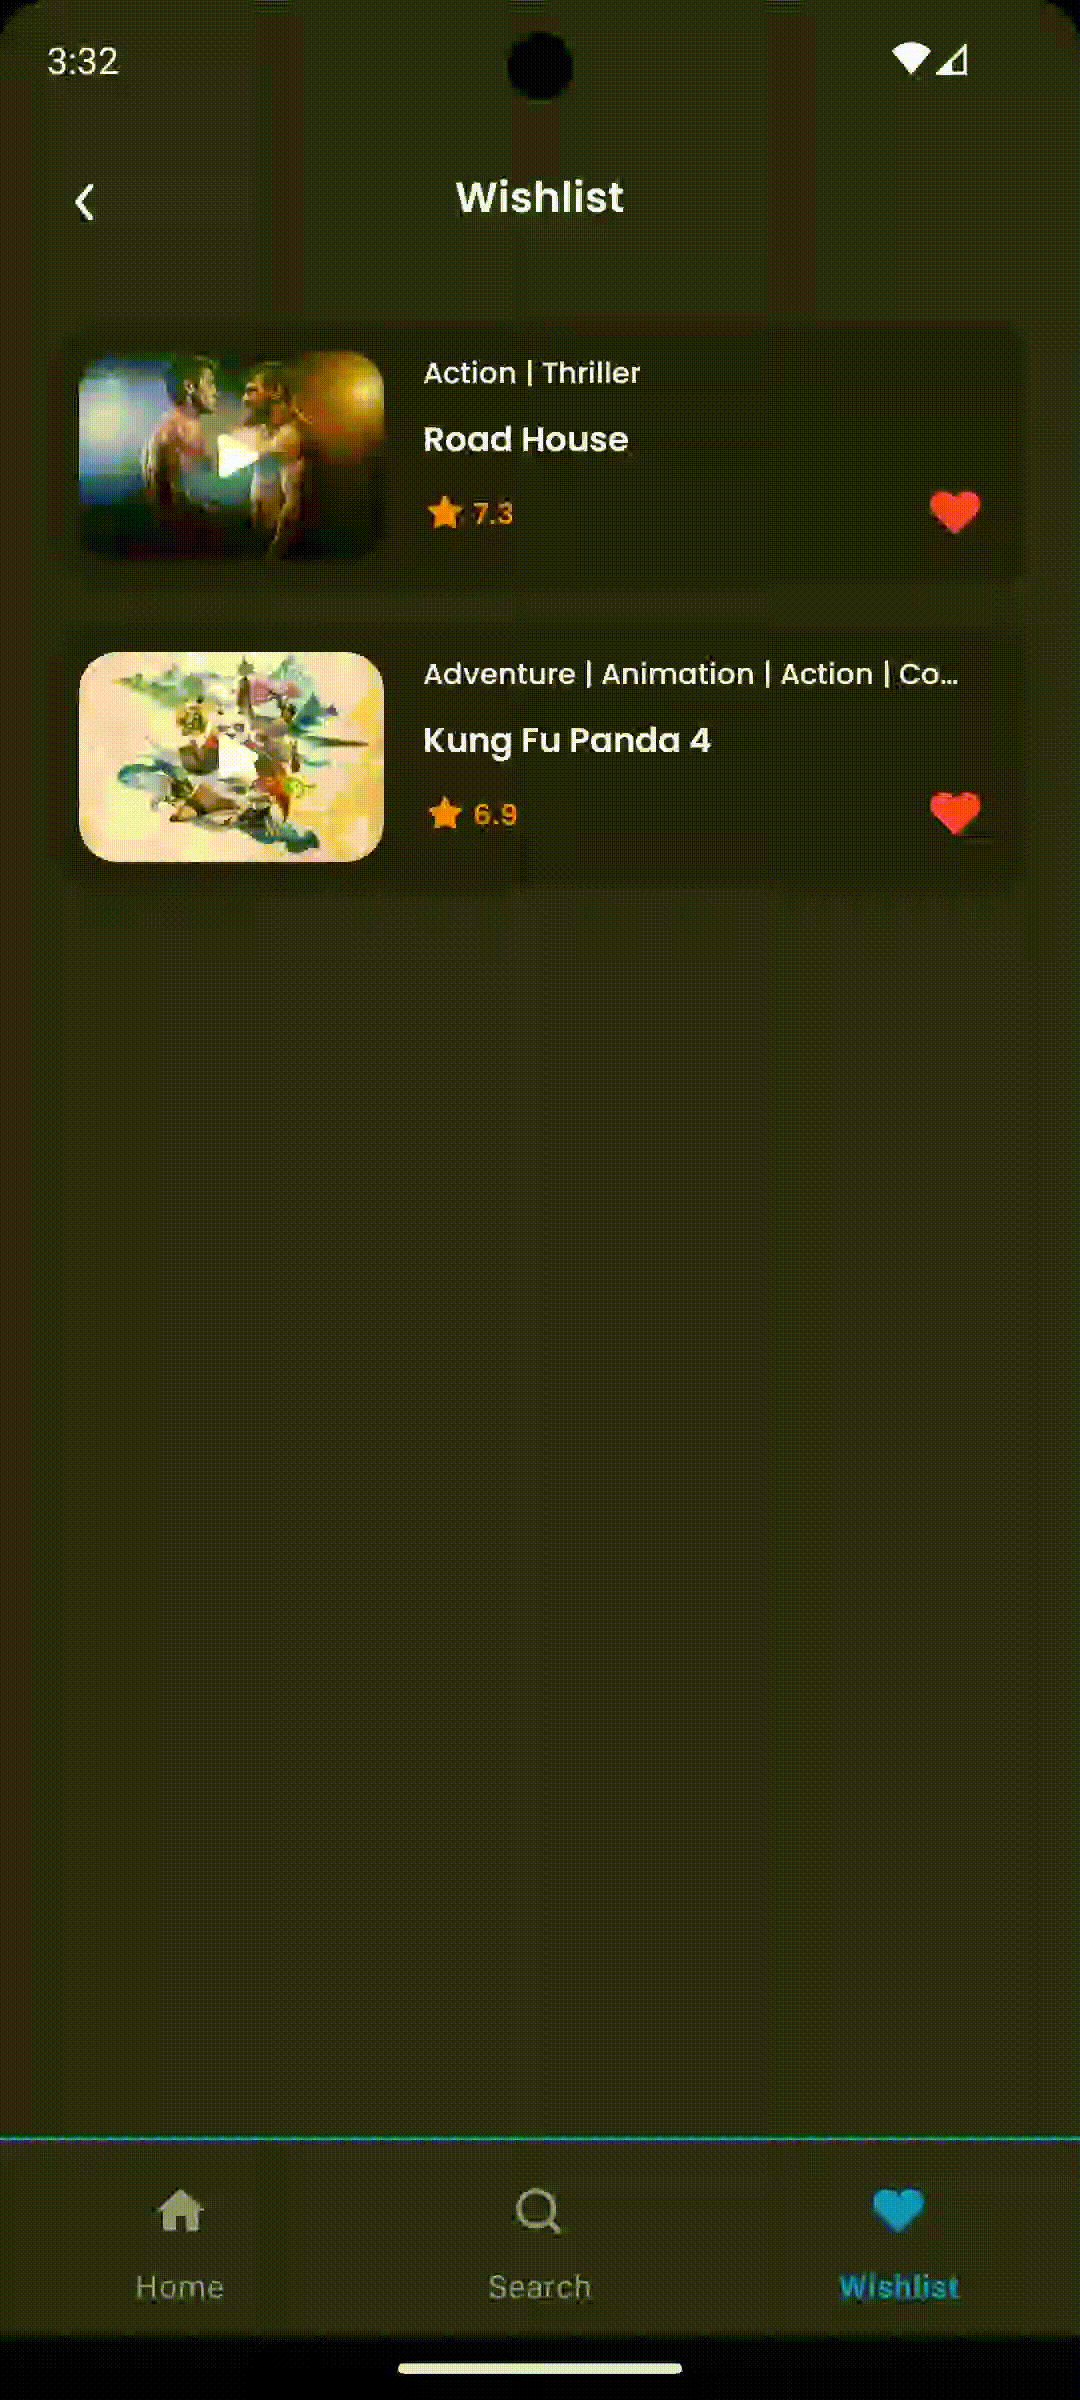 3:32
Wishlist
Action | Thriller
Road House
7.3
Adventure | Animation | Action | Co...
Kung Fu Panda 4
6.9
Home
Search
Wishlist